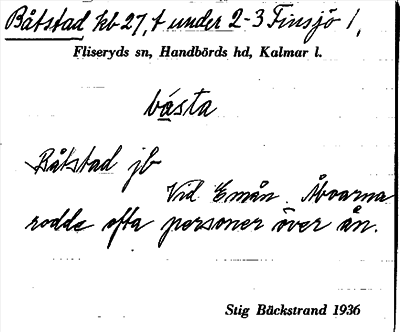 Båtstad kb 27, t under 2-3 Finsjö 1,
Fliseryds sn, Handbörds hd, Kalmar l.
båsta
Båtstad jb
Vid Emån. Åboarna
rodde ofta personer över ån.
Stig Bäckstrand 1936